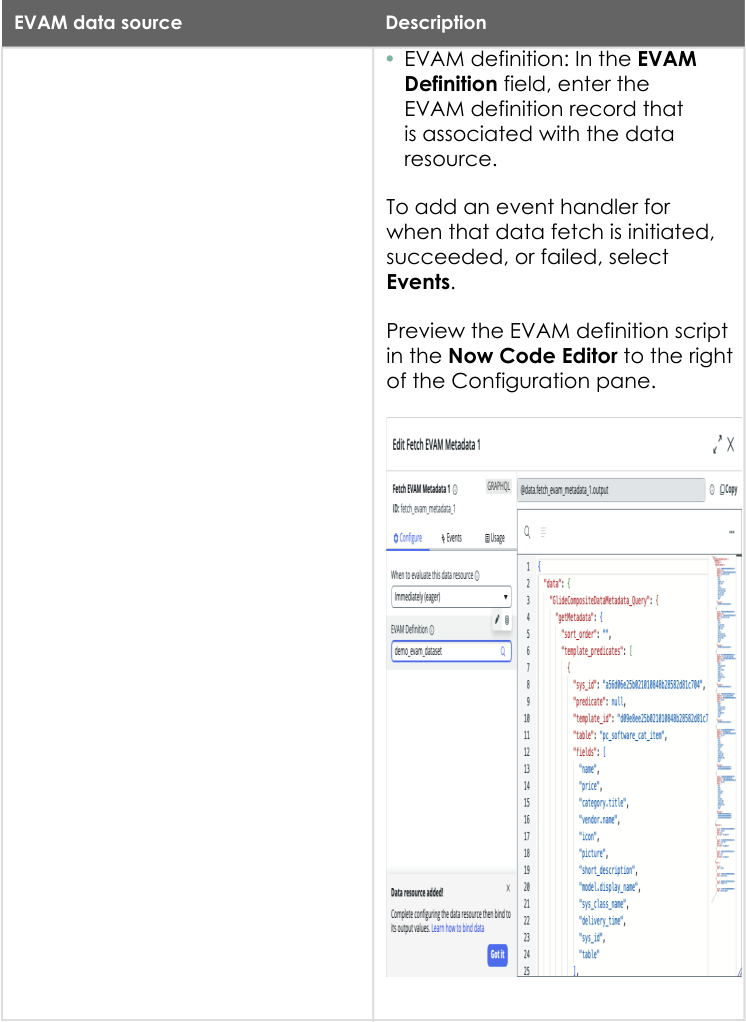 EVAM data source
Description
• EVAM definition: In the EVAM
Definition field, enter the
EVAM definition record that
is associated with the data
resource.
To add an event handler for
when that data fetch is initiated,
succeeded, or failed, select
Events.
Preview the EVAM definition script
in the Now Code Editor to the right
of the Configuration pane.
Edit Fetch EVAM Metadata 1
Fetch EVAM Metadata 1
GRAPHQL
ID: fetch_evam_metadata_1
Configure
Events
Usage
When to evaluate this data resource
Immediately (eager)
EVAM Definition
demo_evam_dataset
Data resource added!
X
Complete configuring the data resource then bind to
its output values. Learn how to bind data
Got it
@data.fetch_evam_metadata_1.output
Copy
1 {
2 "data": {
3 "GlideCompositeDataMetadata_Query": {
4 "getMetadata": {
5 "sort_order": "",
6 "template_predicates": [
7 {
8 "sys_id": "a56d06e25b021010848b28582d81c704",
9 "predicate": null,
10 "template_id": "d09e8ee25b021010848b28582d81c7
11 "table": "pc_software_cat_item",
12 "fields": [
13 "name",
14 "price",
15 "category.title",
16 "vendor.name",
17 "icon",
18 "picture",
19 "short_description",
20 "model.display_name",
21 "sys_class_name",
22 "delivery_time",
23 "sys_id",
24 "table"
25 ],